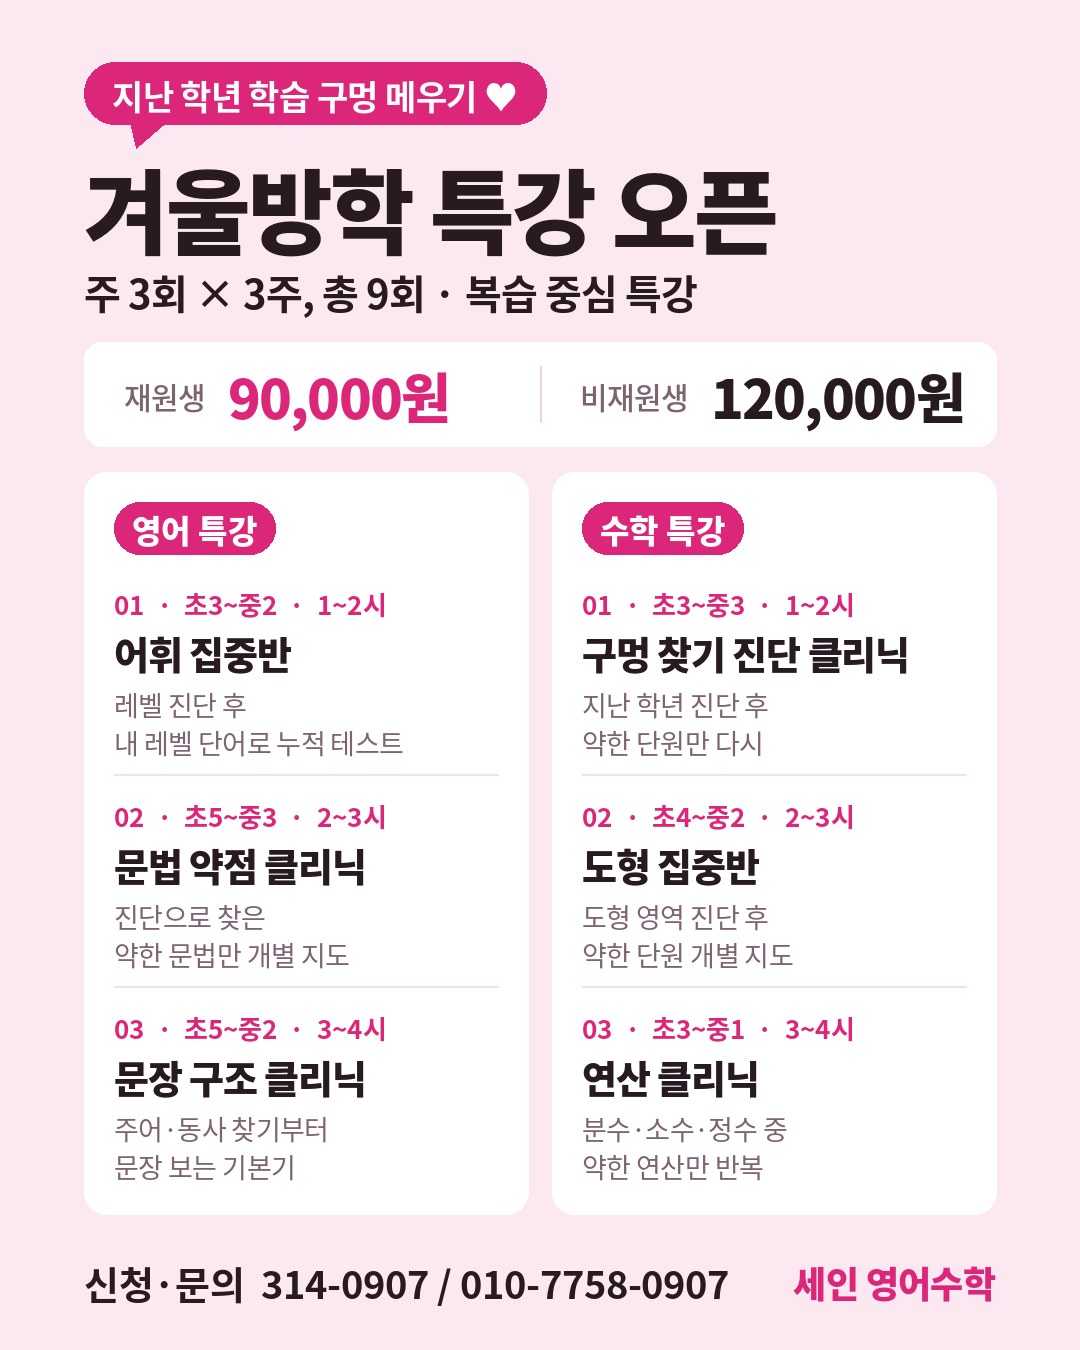 지난 학년 학습 구멍 메우기 ♥
겨울방학 특강 오픈
주 3회 × 3주, 총 9회 · 복습 중심 특강
재원생 90,000원
비재원생 120,000원
영어 특강
01 · 초3~중2 · 1~2시
어휘 집중반
레벨 진단 후
내 레벨 단어로 누적 테스트
02 · 초5~중3 · 2~3시
문법 약점 클리닉
진단으로 찾은
약한 문법만 개별 지도
03 · 초5~중2 · 3~4시
문장 구조 클리닉
주어·동사 찾기부터
문장 보는 기본기
수학 특강
01 · 초3~중3 · 1~2시
구멍 찾기 진단 클리닉
지난 학년 진단 후
약한 단원만 다시
02 · 초4~중2 · 2~3시
도형 집중반
도형 영역 진단 후
약한 단원 개별 지도
03 · 초3~중1 · 3~4시
연산 클리닉
분수·소수·정수 중
약한 연산만 반복
신청·문의 314-0907 / 010-7758-0907
세인 영어수학